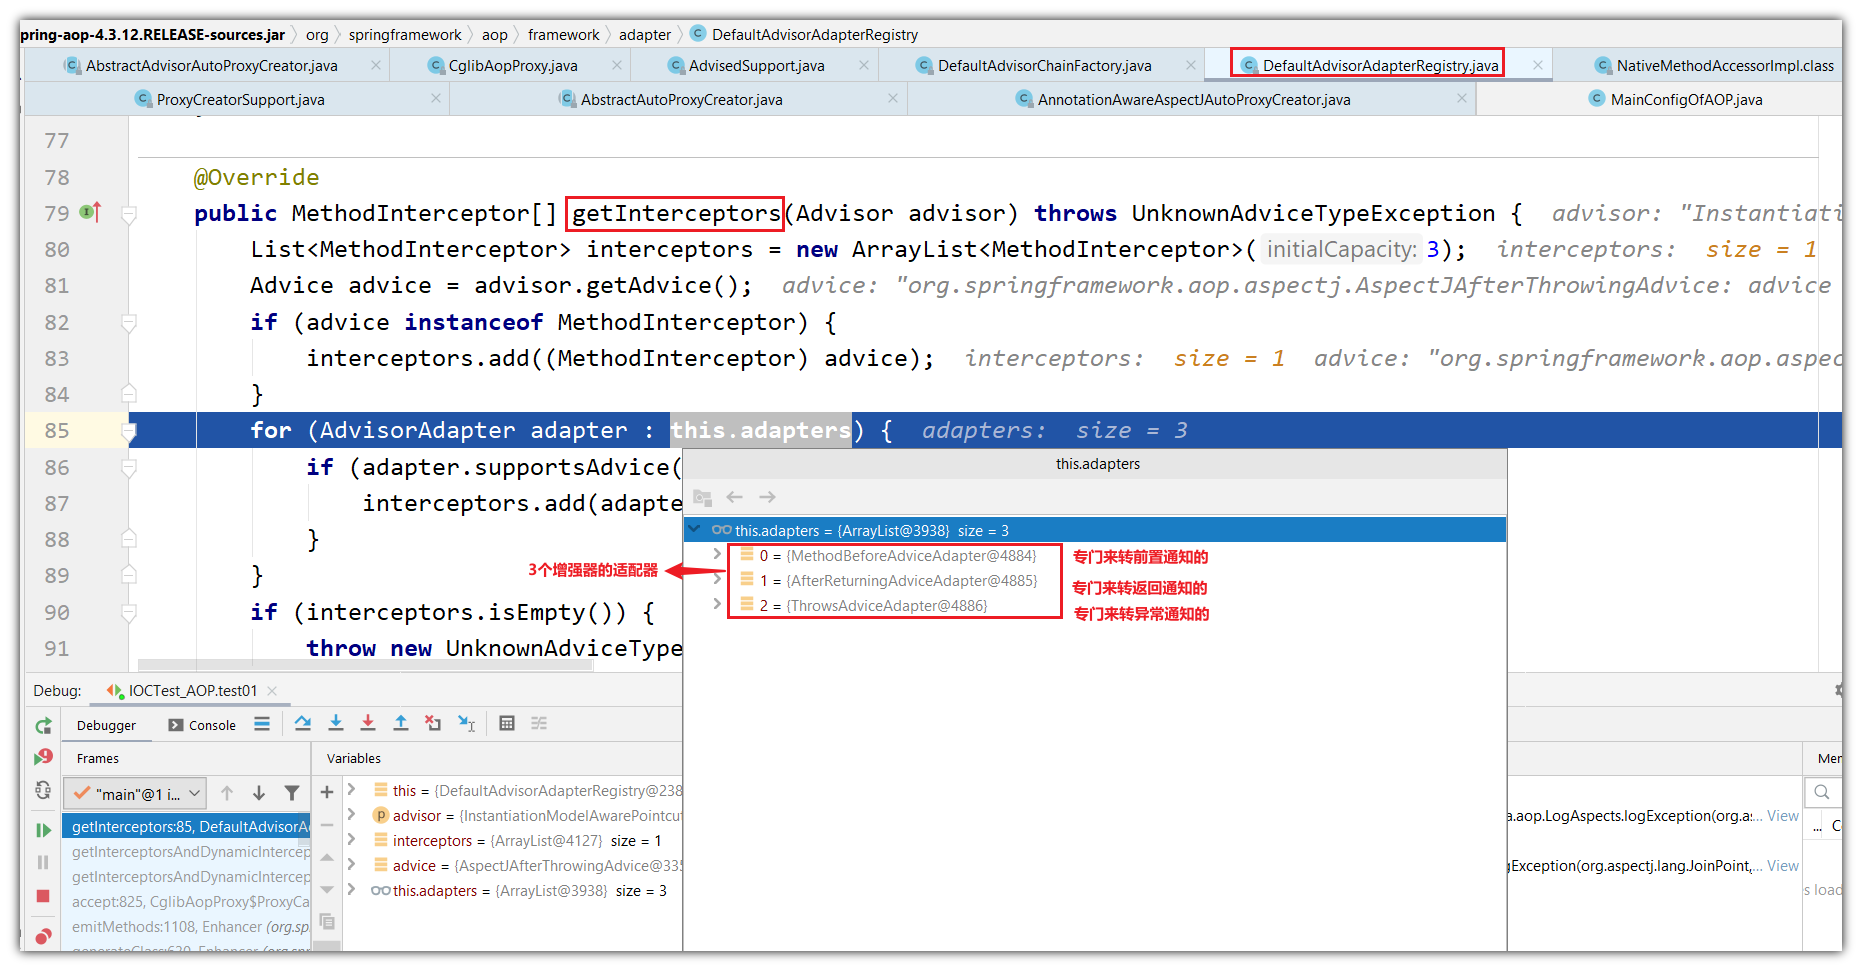 pring-aop-4.3.12.RELEASE-sources.jar org springframework aop framework adapter DefaultAdvisorAdapterRegistry
AbstractAdvisorAutoProxyCreator.java CglibAopProxy.java AdvisedSupport.java DefaultAdvisorChainFactory.java DefaultAdvisorAdapterRegistry.java NativeMethodAccessorImpl.class
ProxyCreatorSupport.java AbstractAutoProxyCreator.java AnnotationAwareAspectJAutoProxyCreator.java MainConfigOfAOP.java
77
78 @Override
79 public MethodInterceptor[] getInterceptors(Advisor advisor) throws UnknownAdviceTypeException { advisor: "Instantiati
80 List<MethodInterceptor> interceptors = new ArrayList<MethodInterceptor>( initialCapacity: 3); interceptors: size = 1
81 Advice advice = advisor.getAdvice(); advice: "org.springframework.aop.aspectj.AspectJAfterThrowingAdvice: advice
82 if (advice instanceof MethodInterceptor) {
83 interceptors.add((MethodInterceptor) advice); interceptors: size = 1 advice: "org.springframework.aop.aspec
84 }
85 for (AdvisorAdapter adapter : this.adapters) { adapters: size = 3
86 if (adapter.supportsAdvice(
87 interceptors.add(adapte
88 }
89 }
90 if (interceptors.isEmpty()) {
91 throw new UnknownAdviceType
this.adapters
this.adapters = {ArrayList@3938} size = 3
0 = {MethodBeforeAdviceAdapter@4884} 专门来转前置通知的
3个增强器的适配器
1 = {AfterReturningAdviceAdapter@4885} 专门来转返回通知的
2 = {ThrowsAdviceAdapter@4886} 专门来转异常通知的
Debug: IOCTest_AOP.test01
Debugger Console
Frames Variables
"main"@1 i...
getInterceptors:85, DefaultAdvisorA
getInterceptorsAndDynamicIntercep
getInterceptorsAndDynamicIntercep
accept:825, CglibAopProxy$ProxyCa
emitMethods:1108, Enhancer (org.sp
generateClass:630, Enhancer (org.spr
this = {DefaultAdvisorAdapterRegistry@238
advisor = {InstantiationModelAwarePointcut
a.aop.LogAspects.logException(org.a:... View
interceptors = {ArrayList@4127} size = 1
advice = {AspectJAfterThrowingAdvice@335
gException(org.aspectj.lang.JoinPoint,... View
this.adapters = {ArrayList@3938} size = 3
Mer
... C
s load